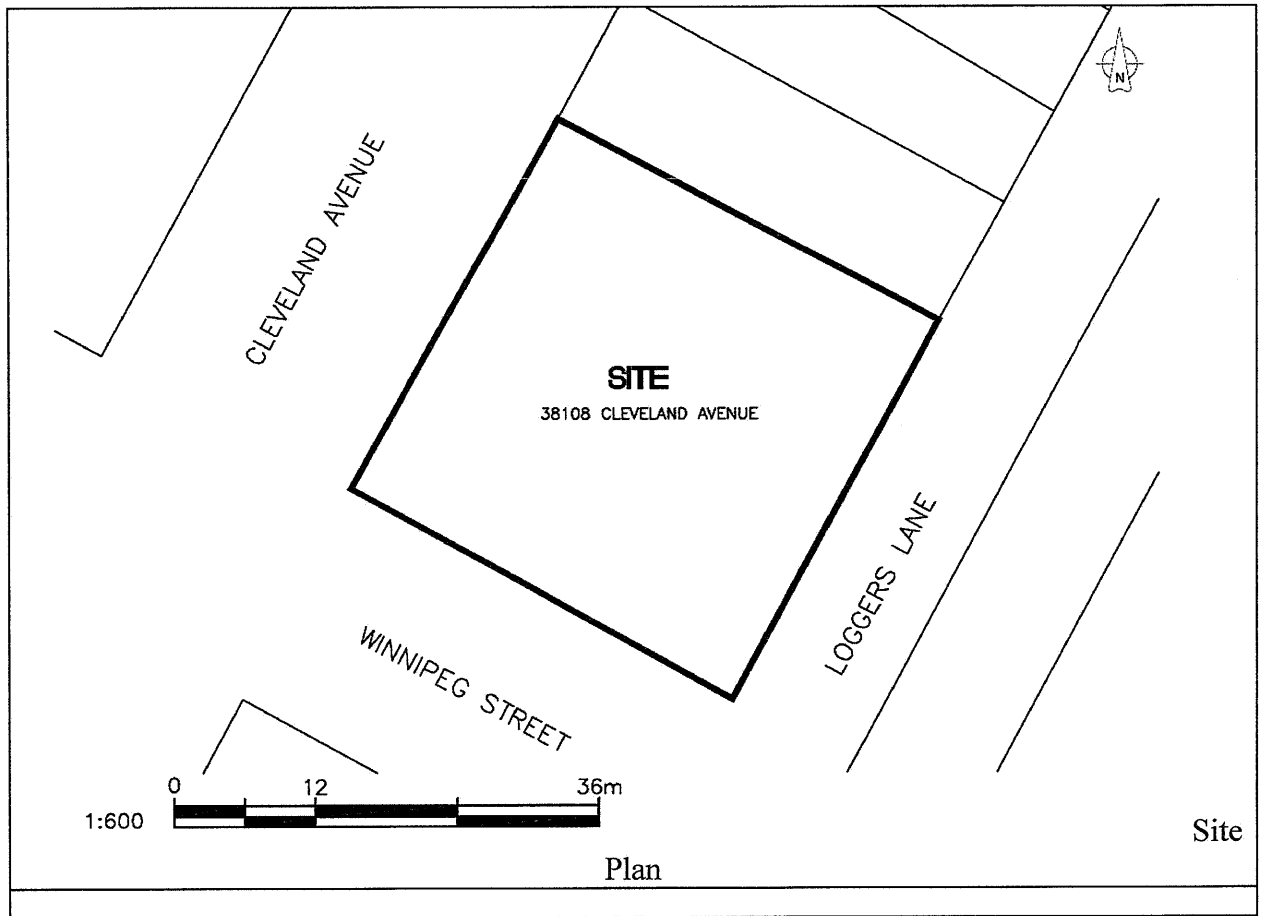 N
CLEVELAND AVENUE
SITE
38108 CLEVELAND AVENUE
LOGGERS LANE
WINNIPEG STREET
0 12 36m
1:600
Site
Plan